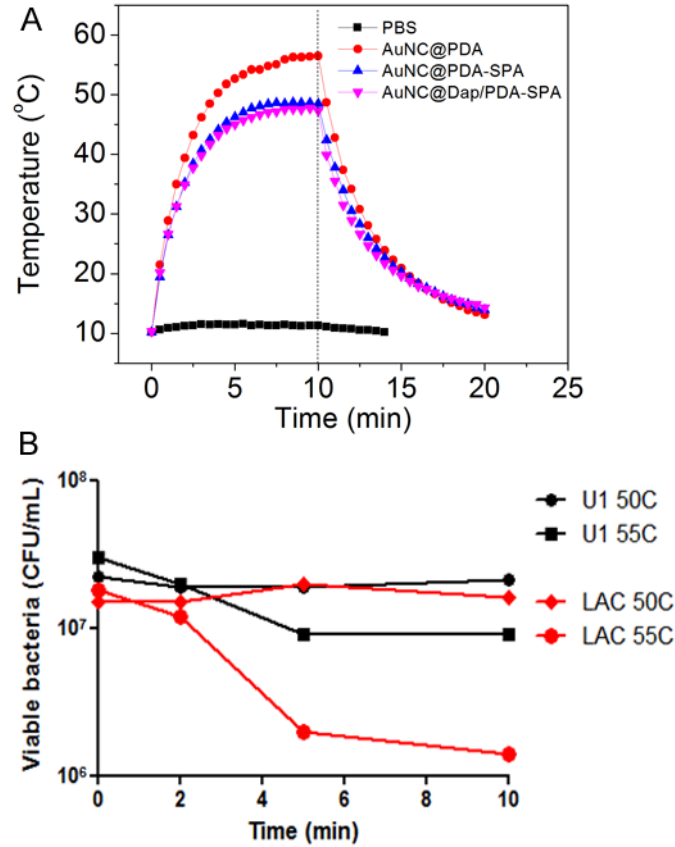 A
PBS
AuNC@PDA
AuNC@PDA-SPA
AuNC@Dap/PDA-SPA
Temperature (°C)
60
50
40
30
20
10
0 5 10 15 20 25
Time (min)
B
Viable bacteria (CFU/mL)
10⁸
10⁷
10⁶
U1 50C
U1 55C
LAC 50C
LAC 55C
0 2 4 6 8 10
Time (min)